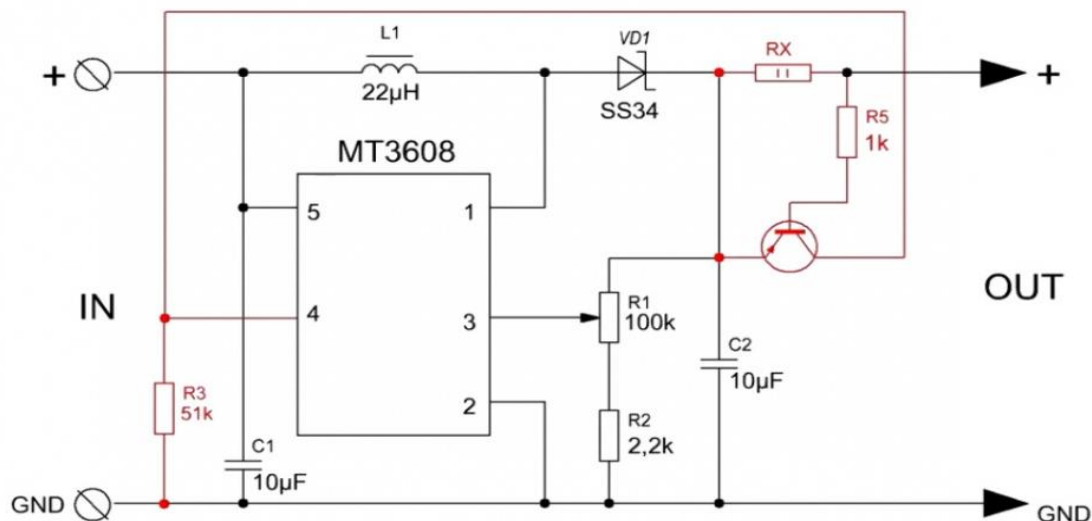 L1
22µH
VD1
SS34
RX
+
+
R5
1k
MT3608
5
1
IN
4
3
R1
100k
OUT
C2
10µF
R3
51k
2
R2
2,2k
C1
10µF
GND
GND